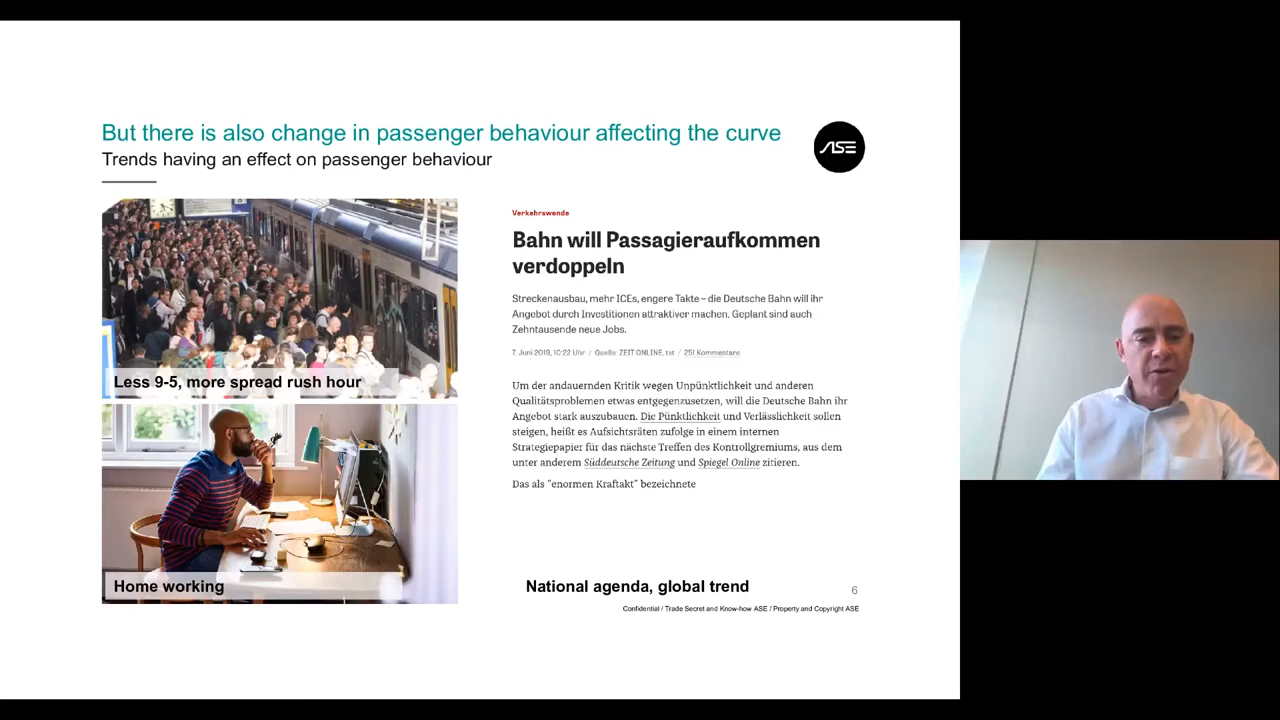 But there is also change in passenger behaviour affecting the curve
Trends having an effect on passenger behaviour
ASE
Less 9-5, more spread rush hour
Home working
Verkehrswende
Bahn will Passagieraufkommen
verdoppeln
Streckenausbau, mehr ICEs, engere Takte – die Deutsche Bahn will ihr
Angebot durch Investitionen attraktiver machen. Geplant sind auch
Zehntausende neue Jobs.
7. Juni 2019, 10:22 Uhr / Quelle: ZEIT ONLINE, tst / 251 Kommentare
Um der andauernden Kritik wegen Unpünktlichkeit und anderen
Qualitätsproblemen etwas entgegenzusetzen, will die Deutsche Bahn ihr
Angebot stark auszubauen. Die Pünktlichkeit und Verlässlichkeit sollen
steigen, heißt es Aufsichtsräten zufolge in einem internen
Strategiepapier für das nächste Treffen des Kontrollgremiums, aus dem
unter anderem Süddeutsche Zeitung und Spiegel Online zitieren.
Das als "enormen Kraftakt" bezeichnete
National agenda, global trend
6
Confidential / Trade Secret and Know-how ASE / Property and Copyright ASE